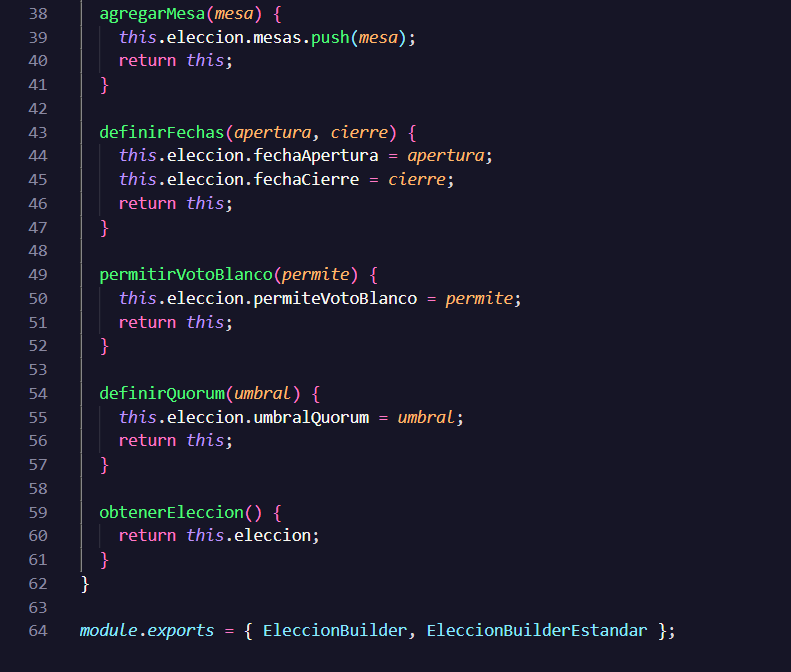 38 agregarMesa(mesa) {
39 this.eleccion.mesas.push(mesa);
40 return this;
41 }
42
43 definirFechas(apertura, cierre) {
44 this.eleccion.fechaApertura = apertura;
45 this.eleccion.fechaCierre = cierre;
46 return this;
47 }
48
49 permitirVotoBlanco(permite) {
50 this.eleccion.permiteVotoBlanco = permite;
51 return this;
52 }
53
54 definirQuorum(umbral) {
55 this.eleccion.umbralQuorum = umbral;
56 return this;
57 }
58
59 obtenerEleccion() {
60 return this.eleccion;
61 }
62 }
63
64 module.exports = { EleccionBuilder, EleccionBuilderEstandar };